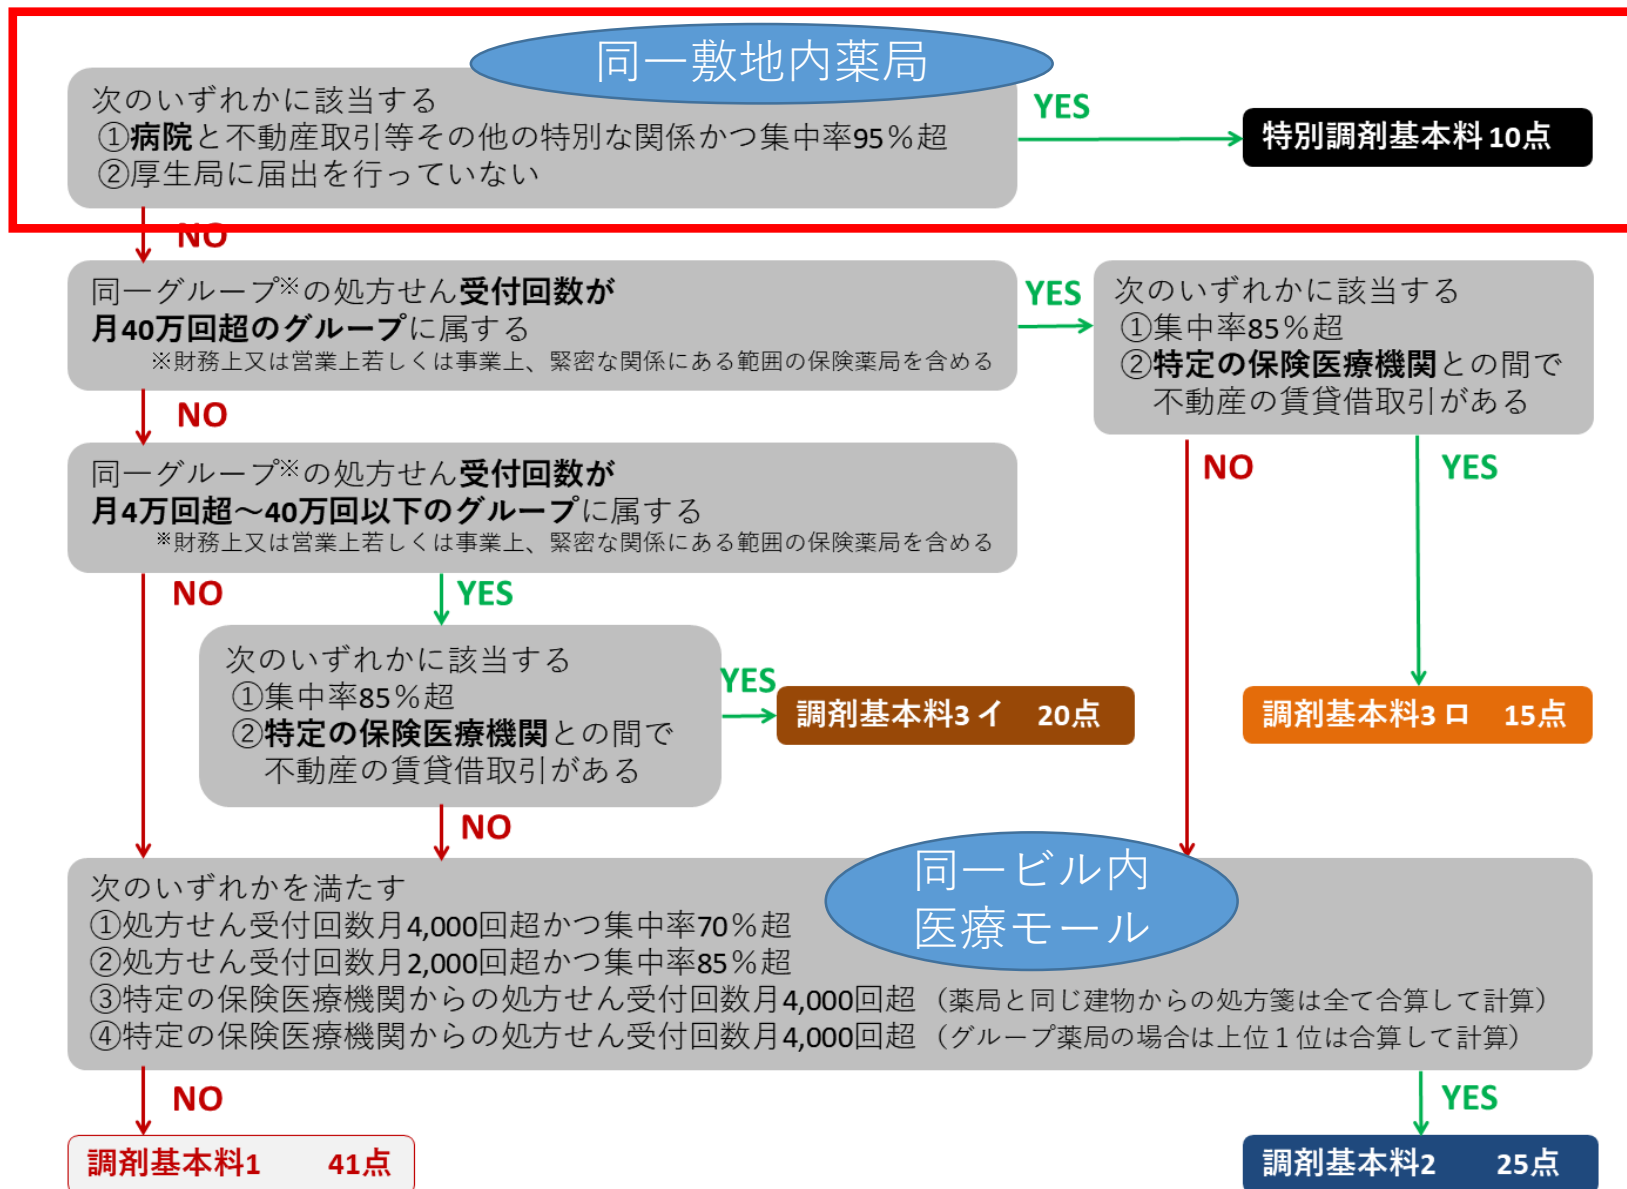 同一敷地内薬局
次のいずれかに該当する
①病院と不動産取引等その他の特別な関係かつ集中率95％超
②厚生局に届出を行っていない
YES
特別調剤基本料 10点
NO
同一グループ※の処方せん受付回数が
月40万回超のグループに属する
※財務上又は営業上若しくは事業上、緊密な関係にある範囲の保険薬局を含める
YES
次のいずれかに該当する
①集中率85％超
②特定の保険医療機関との間で
不動産の賃貸借取引がある
NO
同一グループ※の処方せん受付回数が
月4万回超～40万回以下のグループに属する
※財務上又は営業上若しくは事業上、緊密な関係にある範囲の保険薬局を含める
NO
YES
NO
YES
次のいずれかに該当する
①集中率85％超
②特定の保険医療機関との間で
不動産の賃貸借取引がある
YES
調剤基本料3 イ　20点
調剤基本料3 ロ　15点
NO
同一ビル内
医療モール
次のいずれかを満たす
①処方せん受付回数月4,000回超かつ集中率70％超
②処方せん受付回数月2,000回超かつ集中率85％超
③特定の保険医療機関からの処方せん受付回数月4,000回超（薬局と同じ建物からの処方箋は全て合算して計算）
④特定の保険医療機関からの処方せん受付回数月4,000回超（グループ薬局の場合は上位１位は合算して計算）
NO
YES
調剤基本料1　41点
調剤基本料2　25点